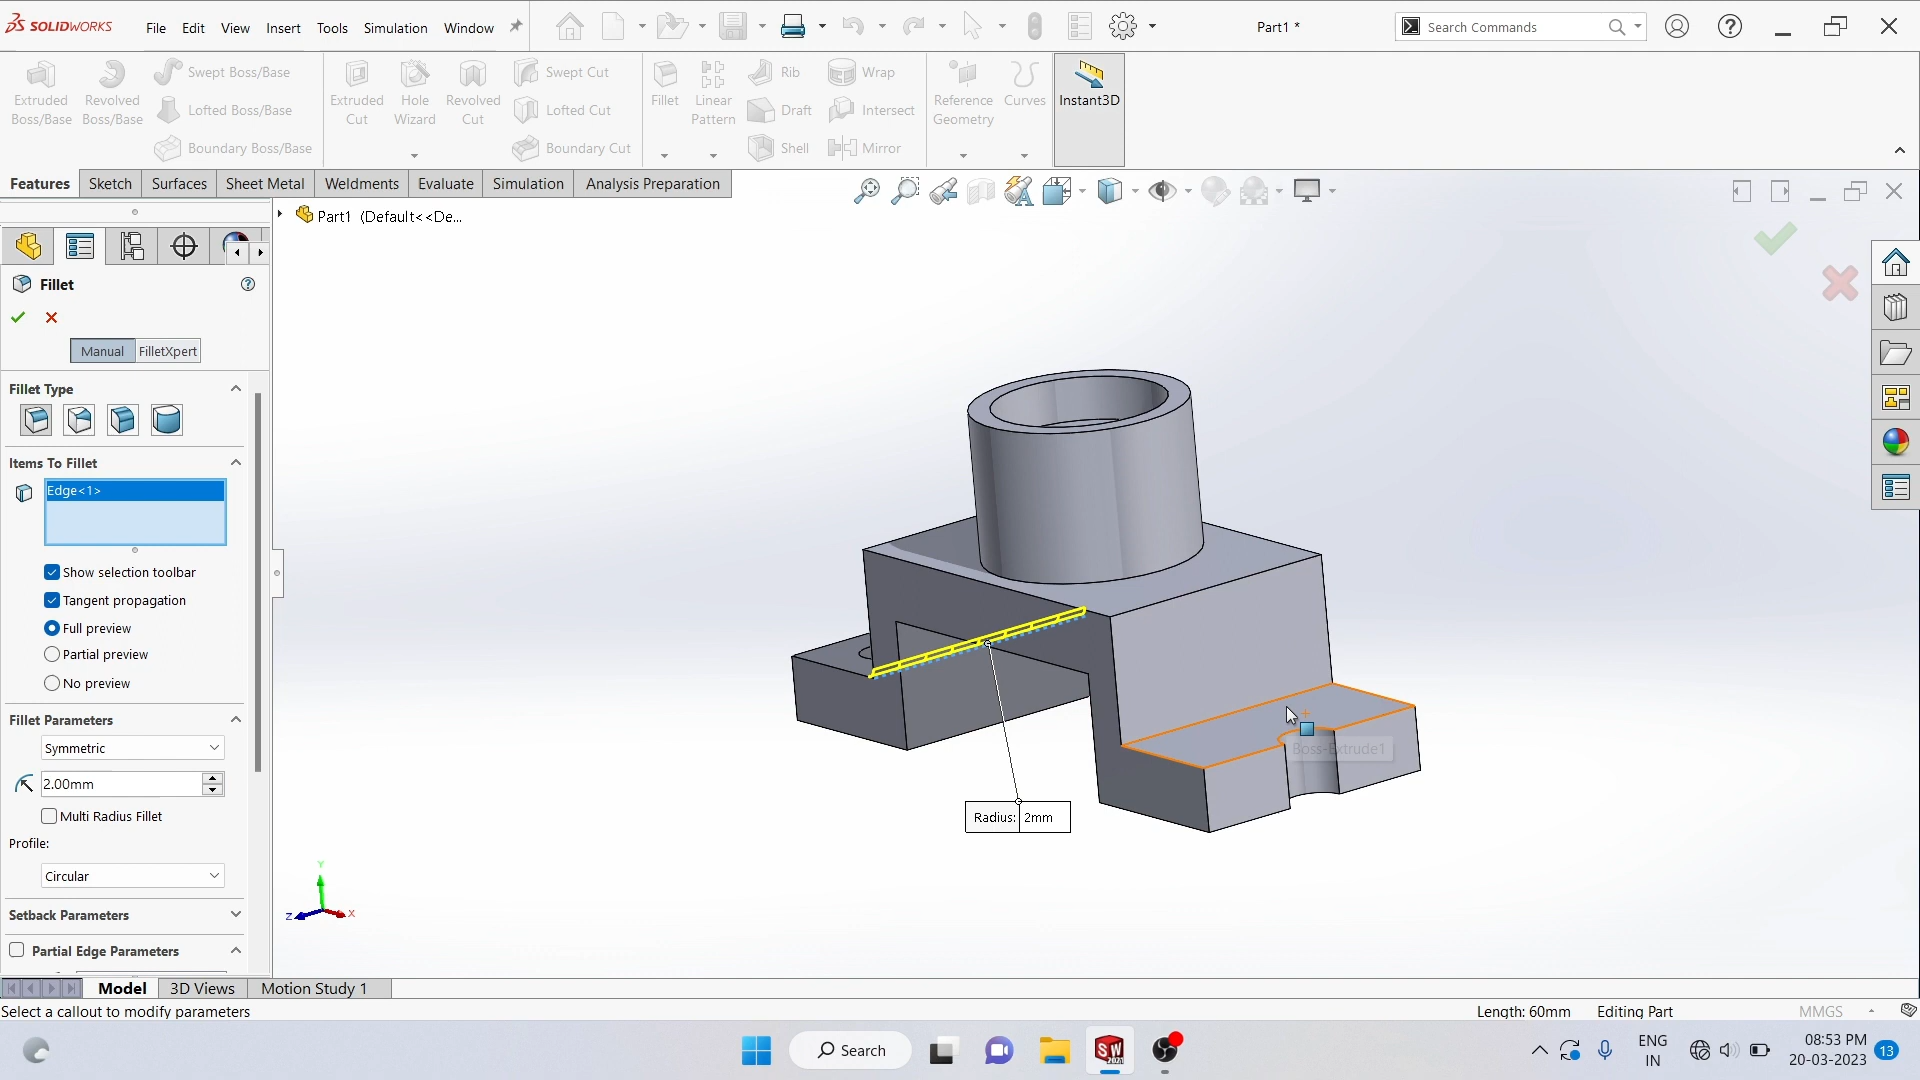 SOLIDWORKS
File Edit View Insert Tools Simulation Window
Part1 *
Search Commands
Extruded Boss/Base
Revolved Boss/Base
Swept Boss/Base
Lofted Boss/Base
Boundary Boss/Base
Extruded Cut
Hole Wizard
Revolved Cut
Swept Cut
Lofted Cut
Boundary Cut
Fillet
Linear Pattern
Rib
Draft
Shell
Wrap
Intersect
Mirror
Reference Geometry
Curves
Instant3D
Features Sketch Surfaces Sheet Metal Weldments Evaluate Simulation Analysis Preparation
Part1 (Default<<De...
Fillet
Manual FilletXpert
Fillet Type
Items To Fillet
Edge<1>
Show selection toolbar
Tangent propagation
Full preview
Partial preview
No preview
Fillet Parameters
Symmetric
2.00mm
Multi Radius Fillet
Profile:
Circular
Setback Parameters
Partial Edge Parameters
Boss-Extrude1
Radius: 2mm
Y
Z
X
Model 3D Views Motion Study 1
Select a callout to modify parameters
Length: 60mm Editing Part MMGS
Search
SW
2021
ENG
IN
08:53 PM
20-03-2023
13